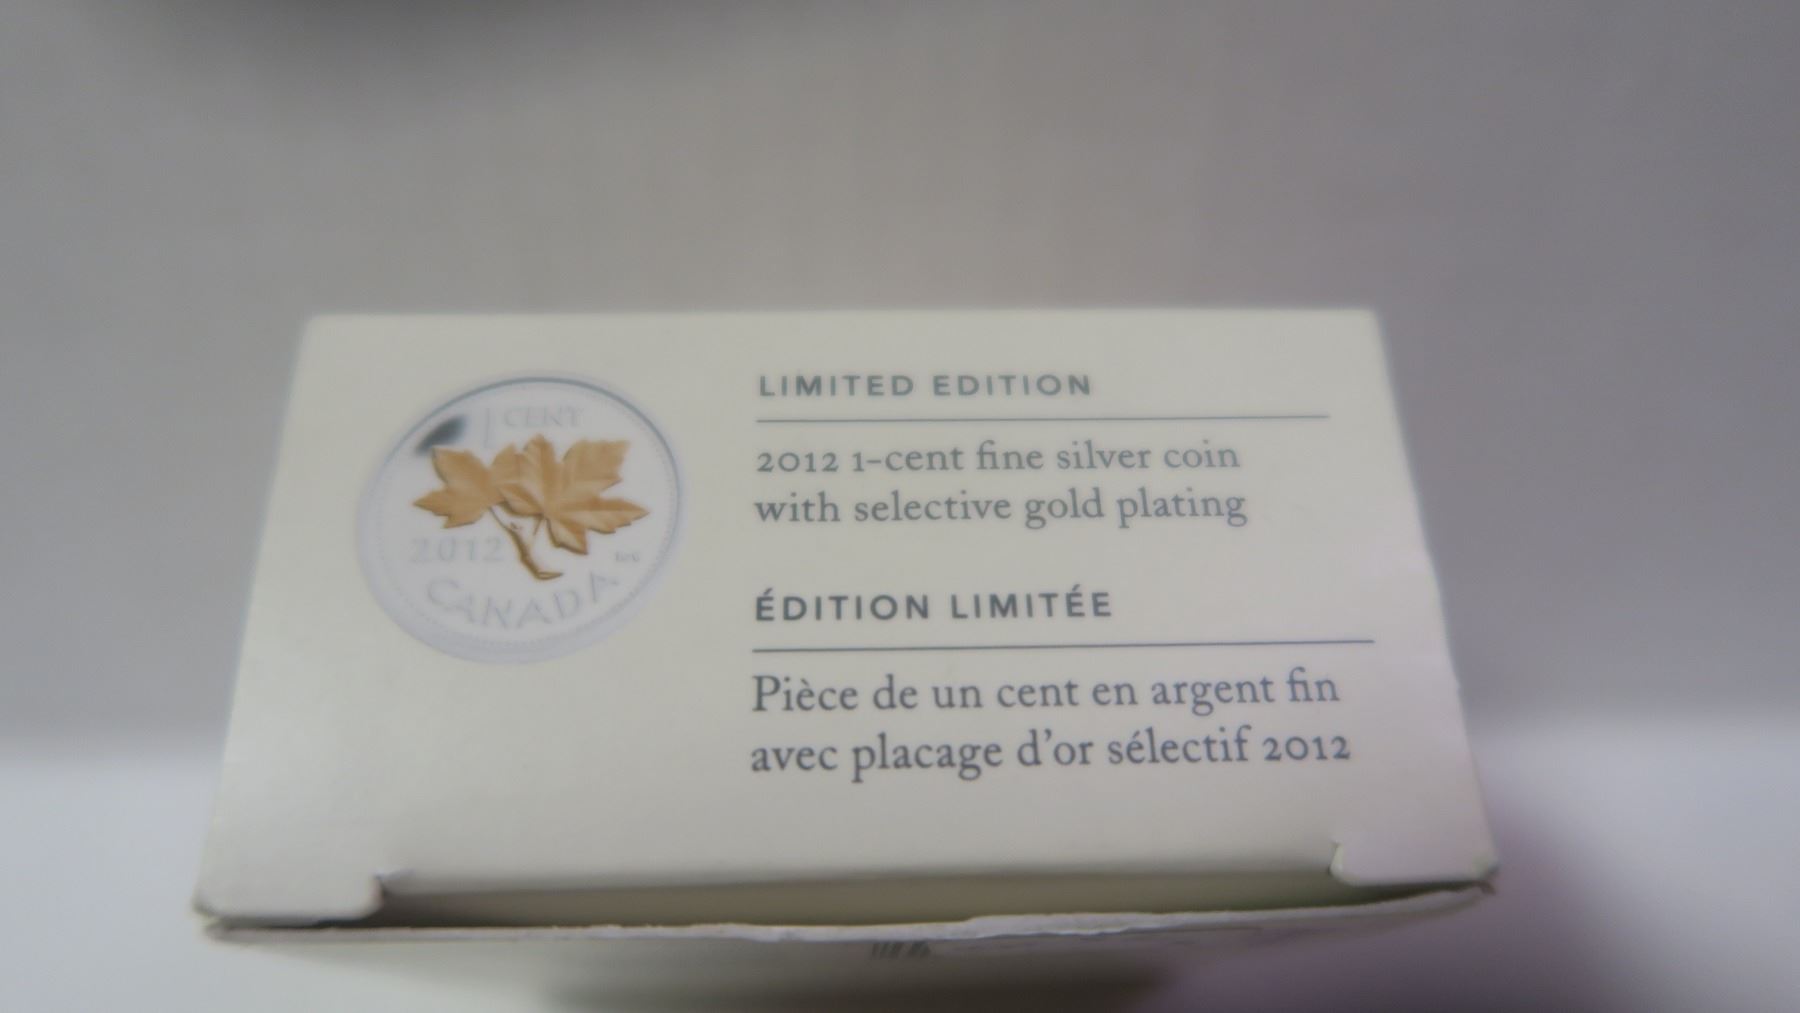 1 CENT
2012
CANADA
LIMITED EDITION
2012 1-cent fine silver coin
with selective gold plating
ÉDITION LIMITÉE
Pièce de un cent en argent fin
avec placage d'or sélectif 2012